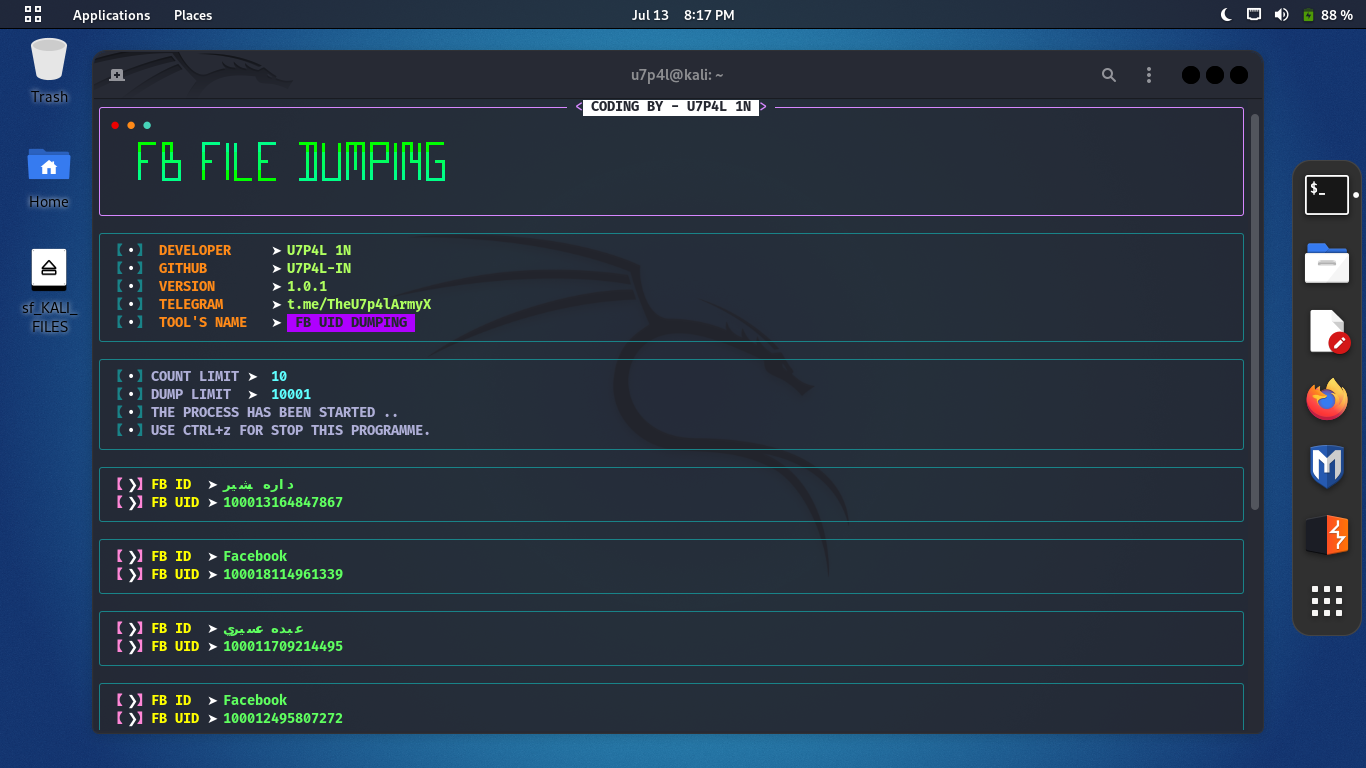 Applications Places Jul 13 8:17 PM 88 %
Trash
Home
sf_KALI_
FILES
u7p4l@kali: ~
< CODING BY - U7P4L 1N >
FB FILE DUMPING
【•】 DEVELOPER ➤ U7P4L 1N
【•】 GITHUB ➤ U7P4L-IN
【•】 VERSION ➤ 1.0.1
【•】 TELEGRAM ➤ t.me/TheU7p4lArmyX
【•】 TOOL'S NAME ➤ FB UID DUMPING
【•】COUNT LIMIT ➤ 10
【•】DUMP LIMIT ➤ 10001
【•】THE PROCESS HAS BEEN STARTED ..
【•】USE CTRL+z FOR STOP THIS PROGRAMME.
【❯】FB ID ➤ داره بشير
【❯】FB UID ➤ 100013164847867
【❯】FB ID ➤ Facebook
【❯】FB UID ➤ 100018114961339
【❯】FB ID ➤ عبده عسيري
【❯】FB UID ➤ 100011709214495
【❯】FB ID ➤ Facebook
【❯】FB UID ➤ 100012495807272
$_